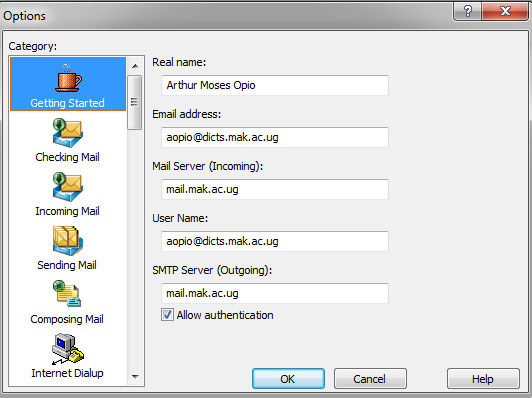 Options
Category:
Getting Started
Checking Mail
Incoming Mail
Sending Mail
Composing Mail
Internet Dialup
Real name:
Arthur Moses Opio
Email address:
aopio@dicts.mak.ac.ug
Mail Server (Incoming):
mail.mak.ac.ug
User Name:
aopio@dicts.mak.ac.ug
SMTP Server (Outgoing):
mail.mak.ac.ug
Allow authentication
OK Cancel Help